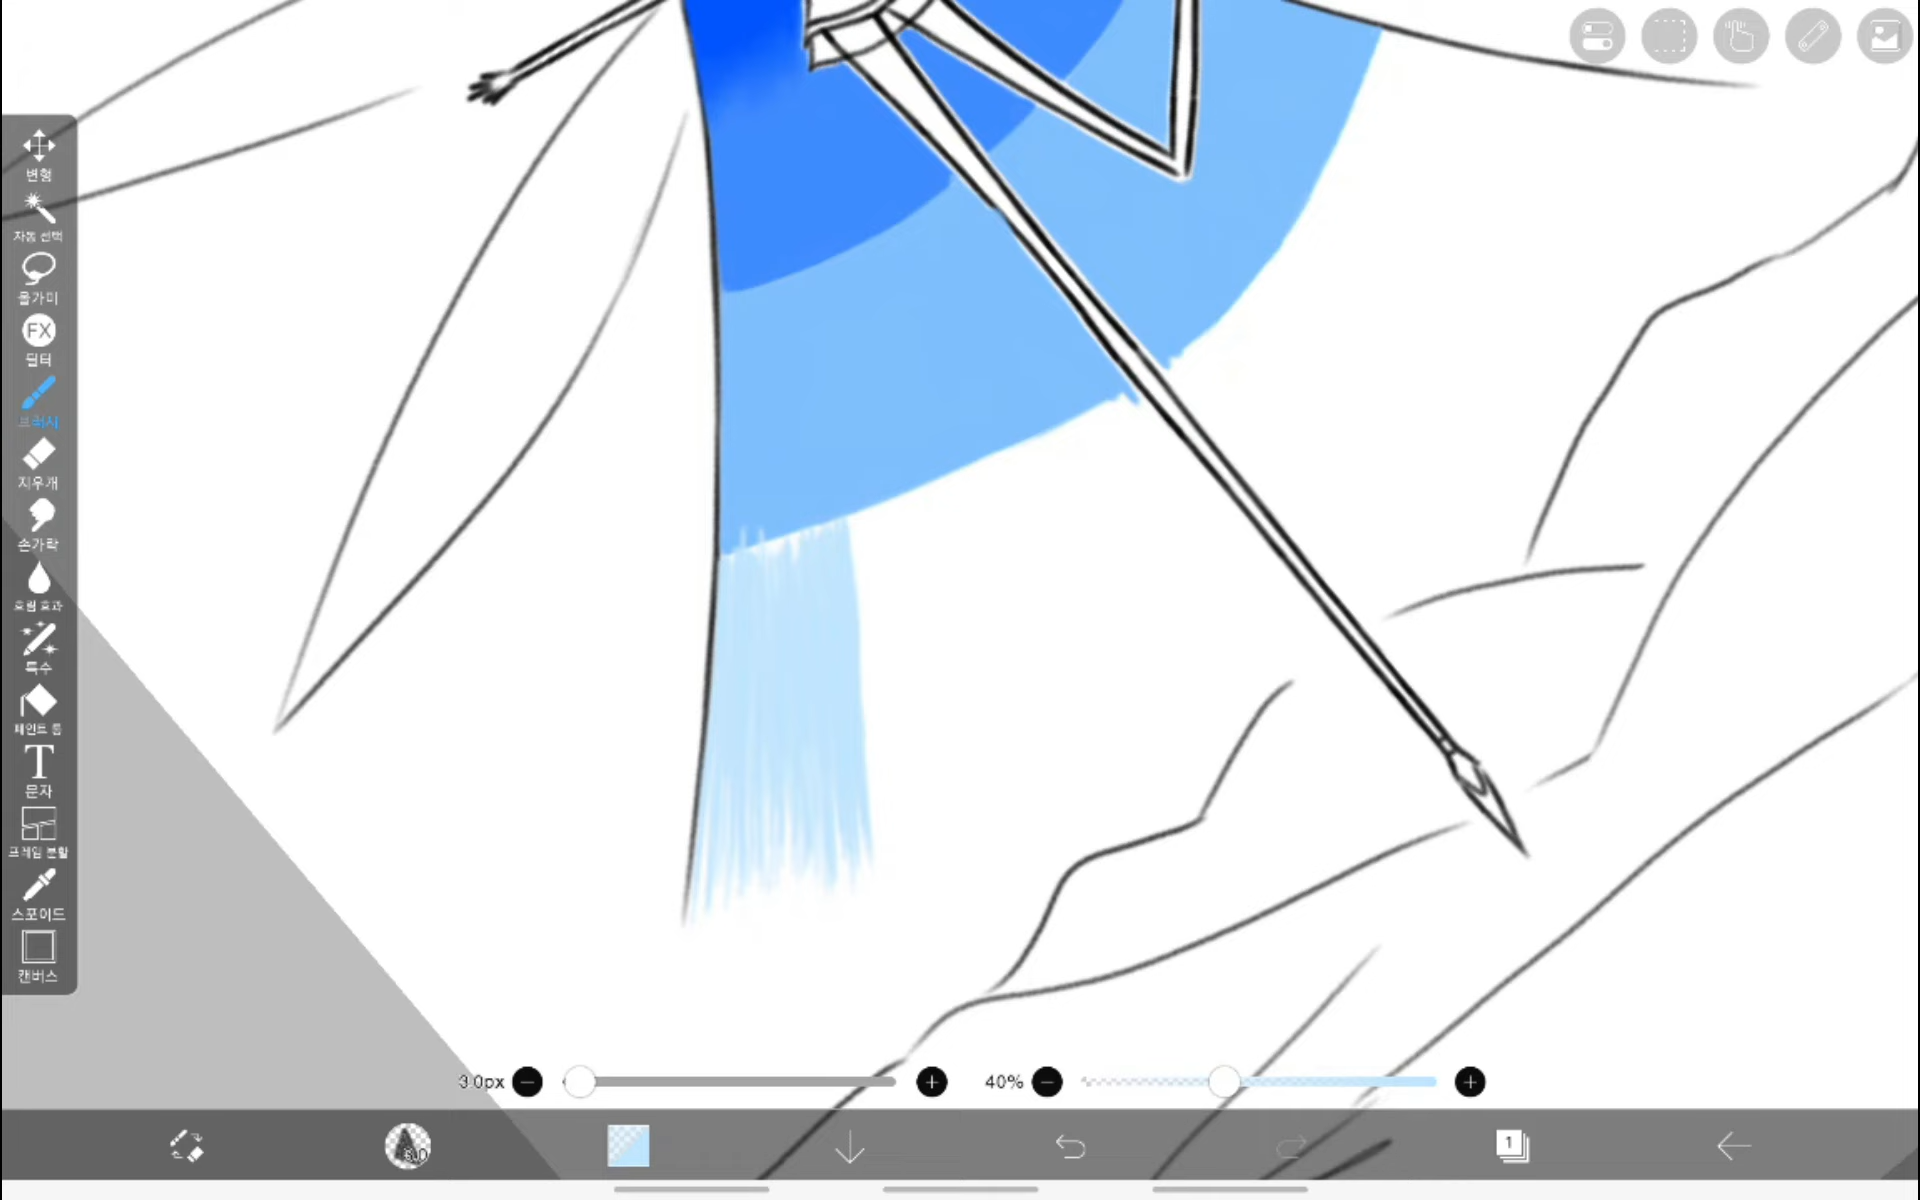 변형
자동 선택
올가미
FX
필터
브러시
지우개
손가락
흐림 효과
특수
페인트 통
T
문자
프레임 분할
스포이드
캔버스
3.0px
40%
3.0
1